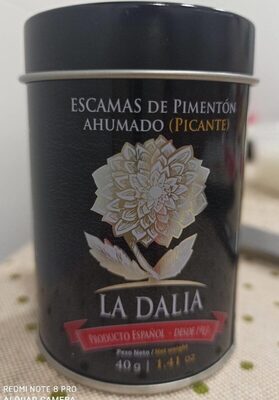 ESCAMAS DE PIMENTÓN
AHUMADO (PICANTE)
LA DALIA
PRODUCTO ESPAÑOL - DESDE 1913
Peso Neto / Net weight
40 g | 1.41 oz
REDMI NOTE 8 PRO
AI QUAD CAMERA